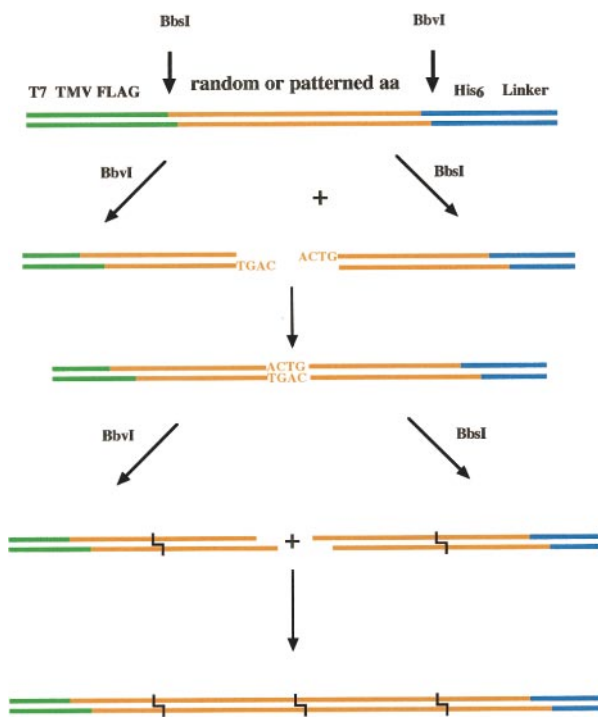 BbsI BbvI
random or patterned aa
T7 TMV FLAG His6 Linker
BbvI BbsI
+
ACTG
TGAC
ACTG
TGAC
BbvI BbsI
+